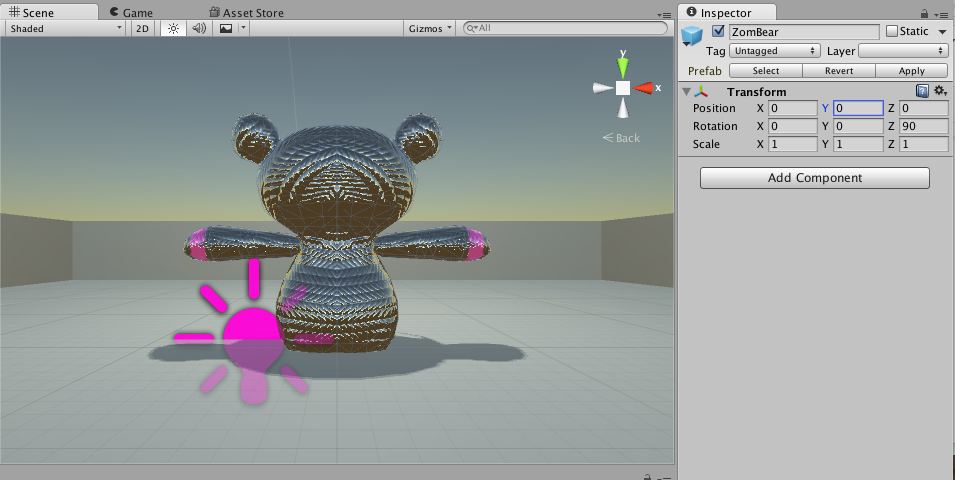 Scene Game Asset Store
Inspector
Shaded 2D Gizmos All
ZomBear Static
Tag Untagged Layer
Prefab Select Revert Apply
Transform
Position X 0 Y 0 Z 0
Rotation X 0 Y 0 Z 90
Scale X 1 Y 1 Z 1
Add Component
y
x
Back